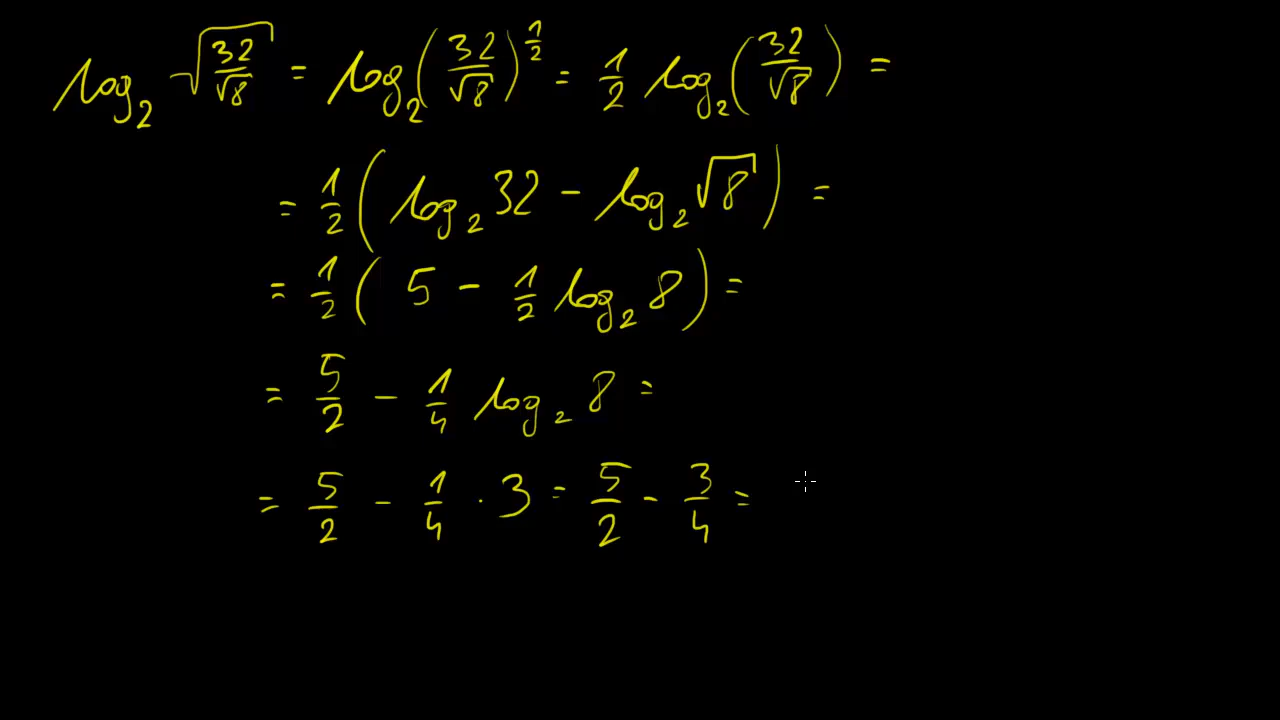 log₂ √(32/√8) = log₂ (32/√8)^(1/2) = 1/2 log₂ (32/√8) =
= 1/2 ( log₂ 32 − log₂ √8 ) =
= 1/2 ( 5 − 1/2 log₂ 8 ) =
= 5/2 − 1/4 log₂ 8 =
= 5/2 − 1/4 · 3 = 5/2 − 3/4 =